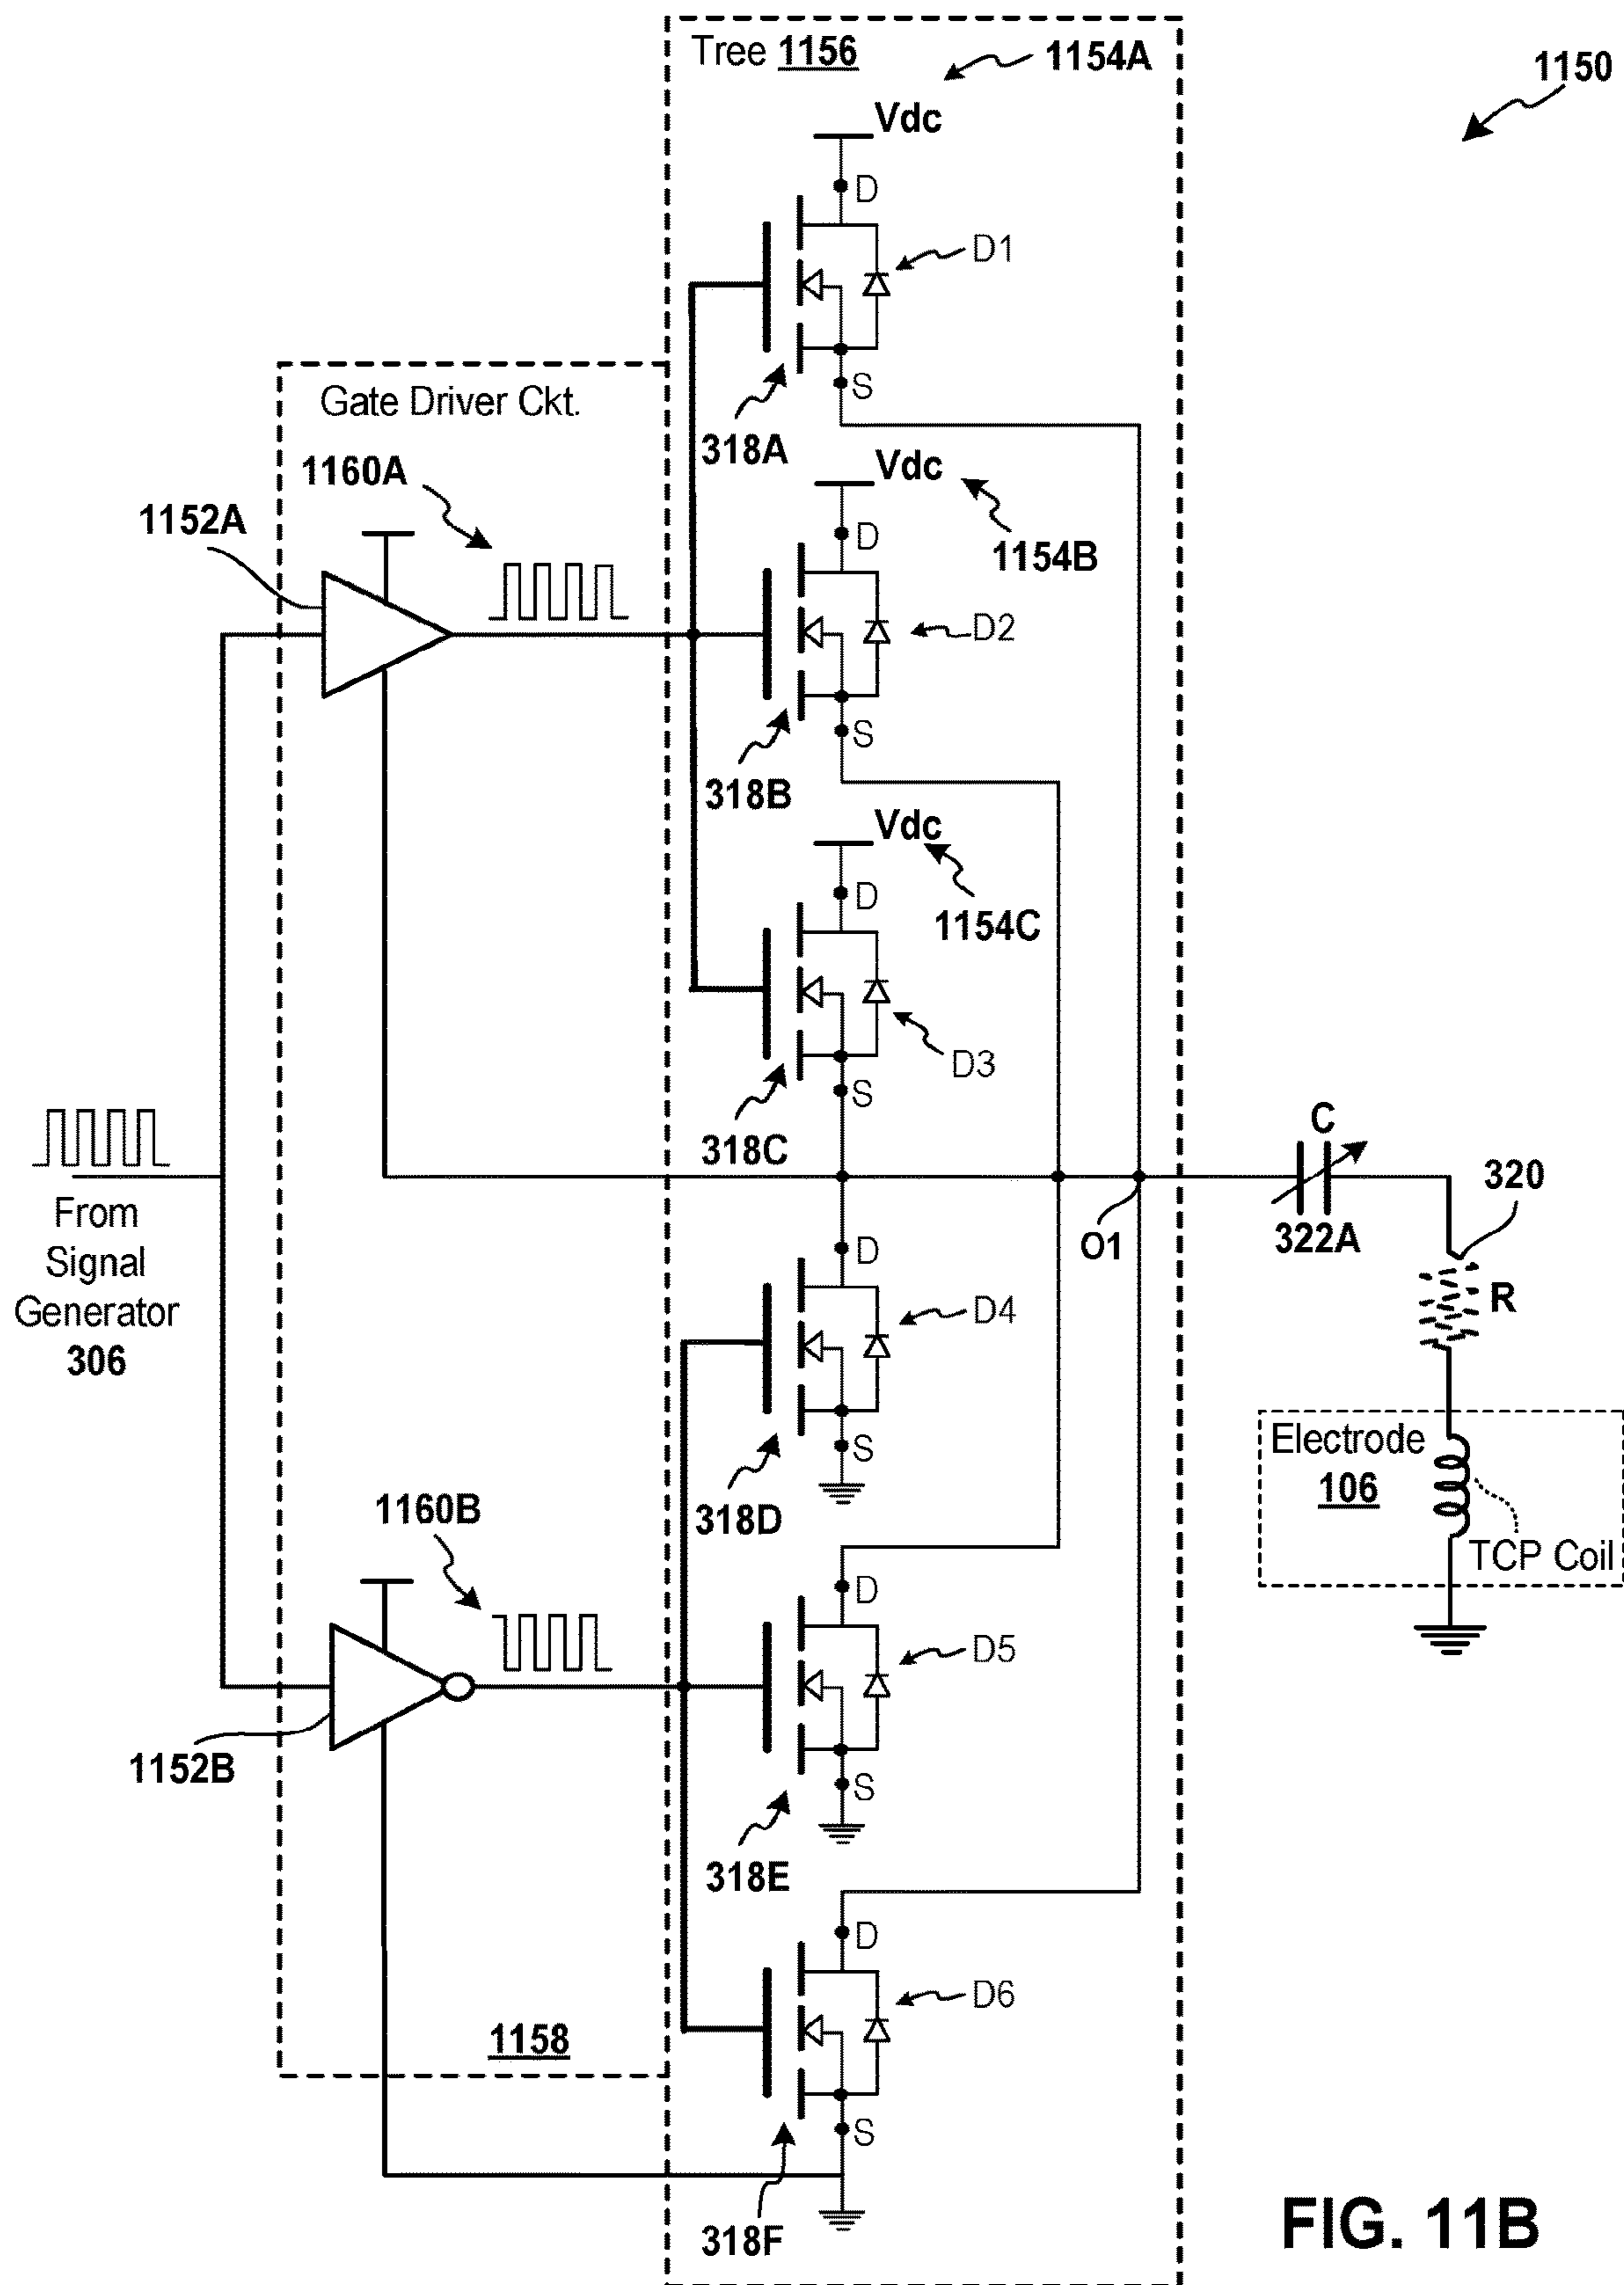 Tree 1156
1154A
1150
Vdc
D
D1
S
318A
Gate Driver Ckt.
1160A
1152A
Vdc
1154B
D
D2
S
318B
Vdc
1154C
D
D3
S
318C
From
Signal
Generator
306
O1
C
322A
320
R
D
D4
S
318D
Electrode
106
TCP Coil
1160B
1152B
D
D5
S
318E
1158
D
D6
S
318F
FIG. 11B